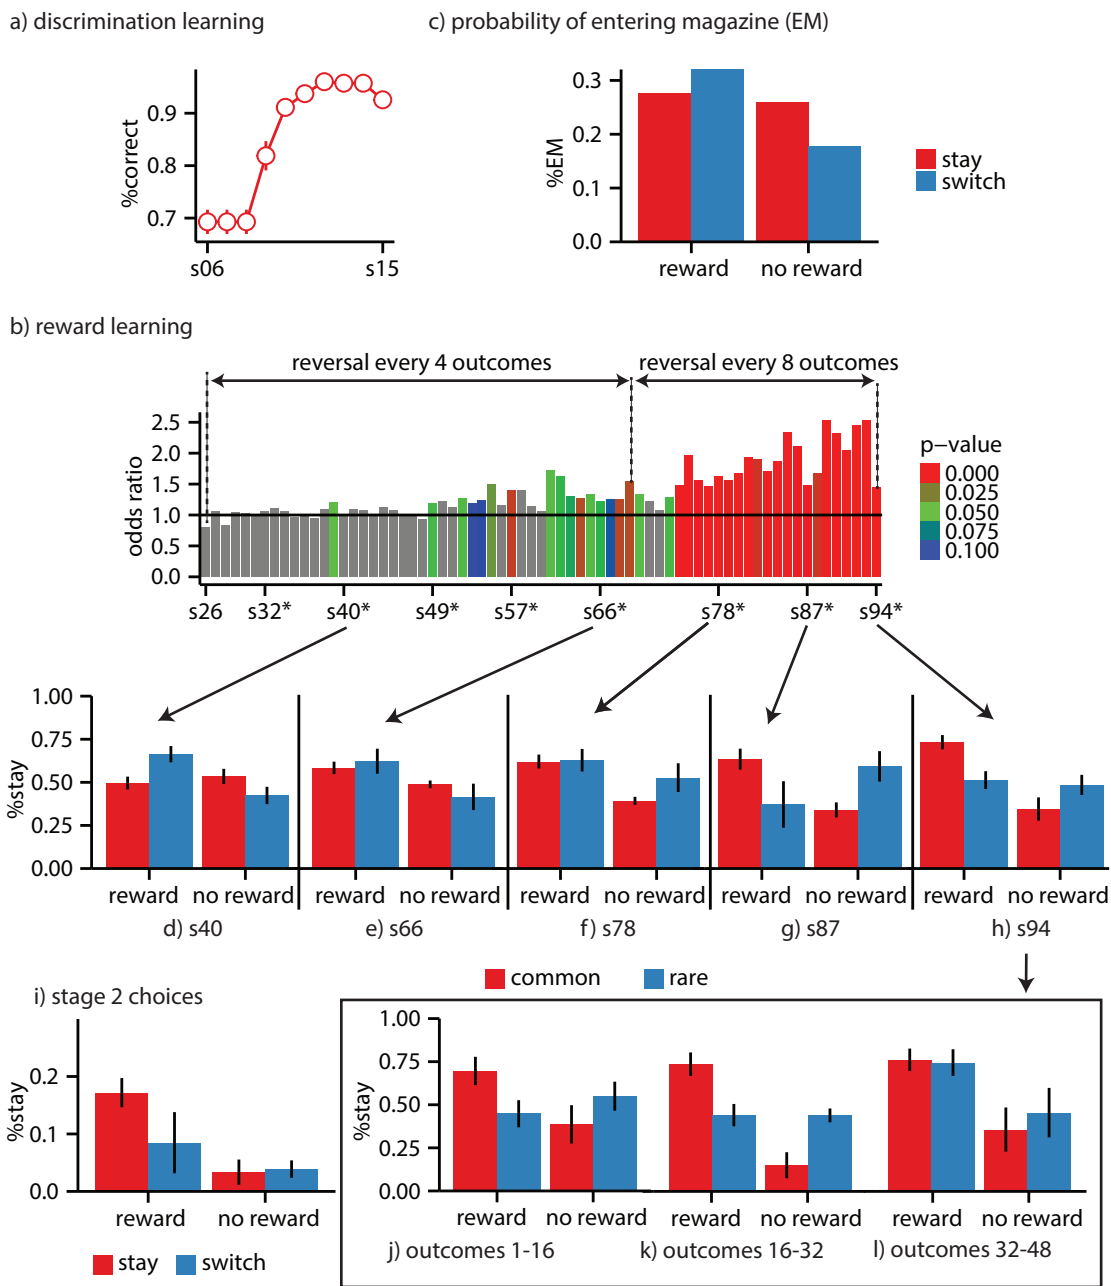 a) discrimination learning
c) probability of entering magazine (EM)
%correct
0.9
0.8
0.7
s06
s15
%EM
0.3
0.2
0.1
0.0
reward
no reward
stay
switch
b) reward learning
reversal every 4 outcomes
reversal every 8 outcomes
odds ratio
2.5
2.0
1.5
1.0
0.5
0.0
s26
s32*
s40*
s49*
s57*
s66*
s78*
s87*
s94*
p−value
0.000
0.025
0.050
0.075
0.100
%stay
1.00
0.75
0.50
0.25
0.00
reward
no reward
reward
no reward
reward
no reward
reward
no reward
reward
no reward
d) s40
e) s66
f) s78
g) s87
h) s94
common
rare
i) stage 2 choices
%stay
0.2
0.1
0.0
reward
no reward
stay
switch
%stay
1.00
0.75
0.50
0.25
0.00
reward
no reward
reward
no reward
reward
no reward
j) outcomes 1-16
k) outcomes 16-32
l) outcomes 32-48